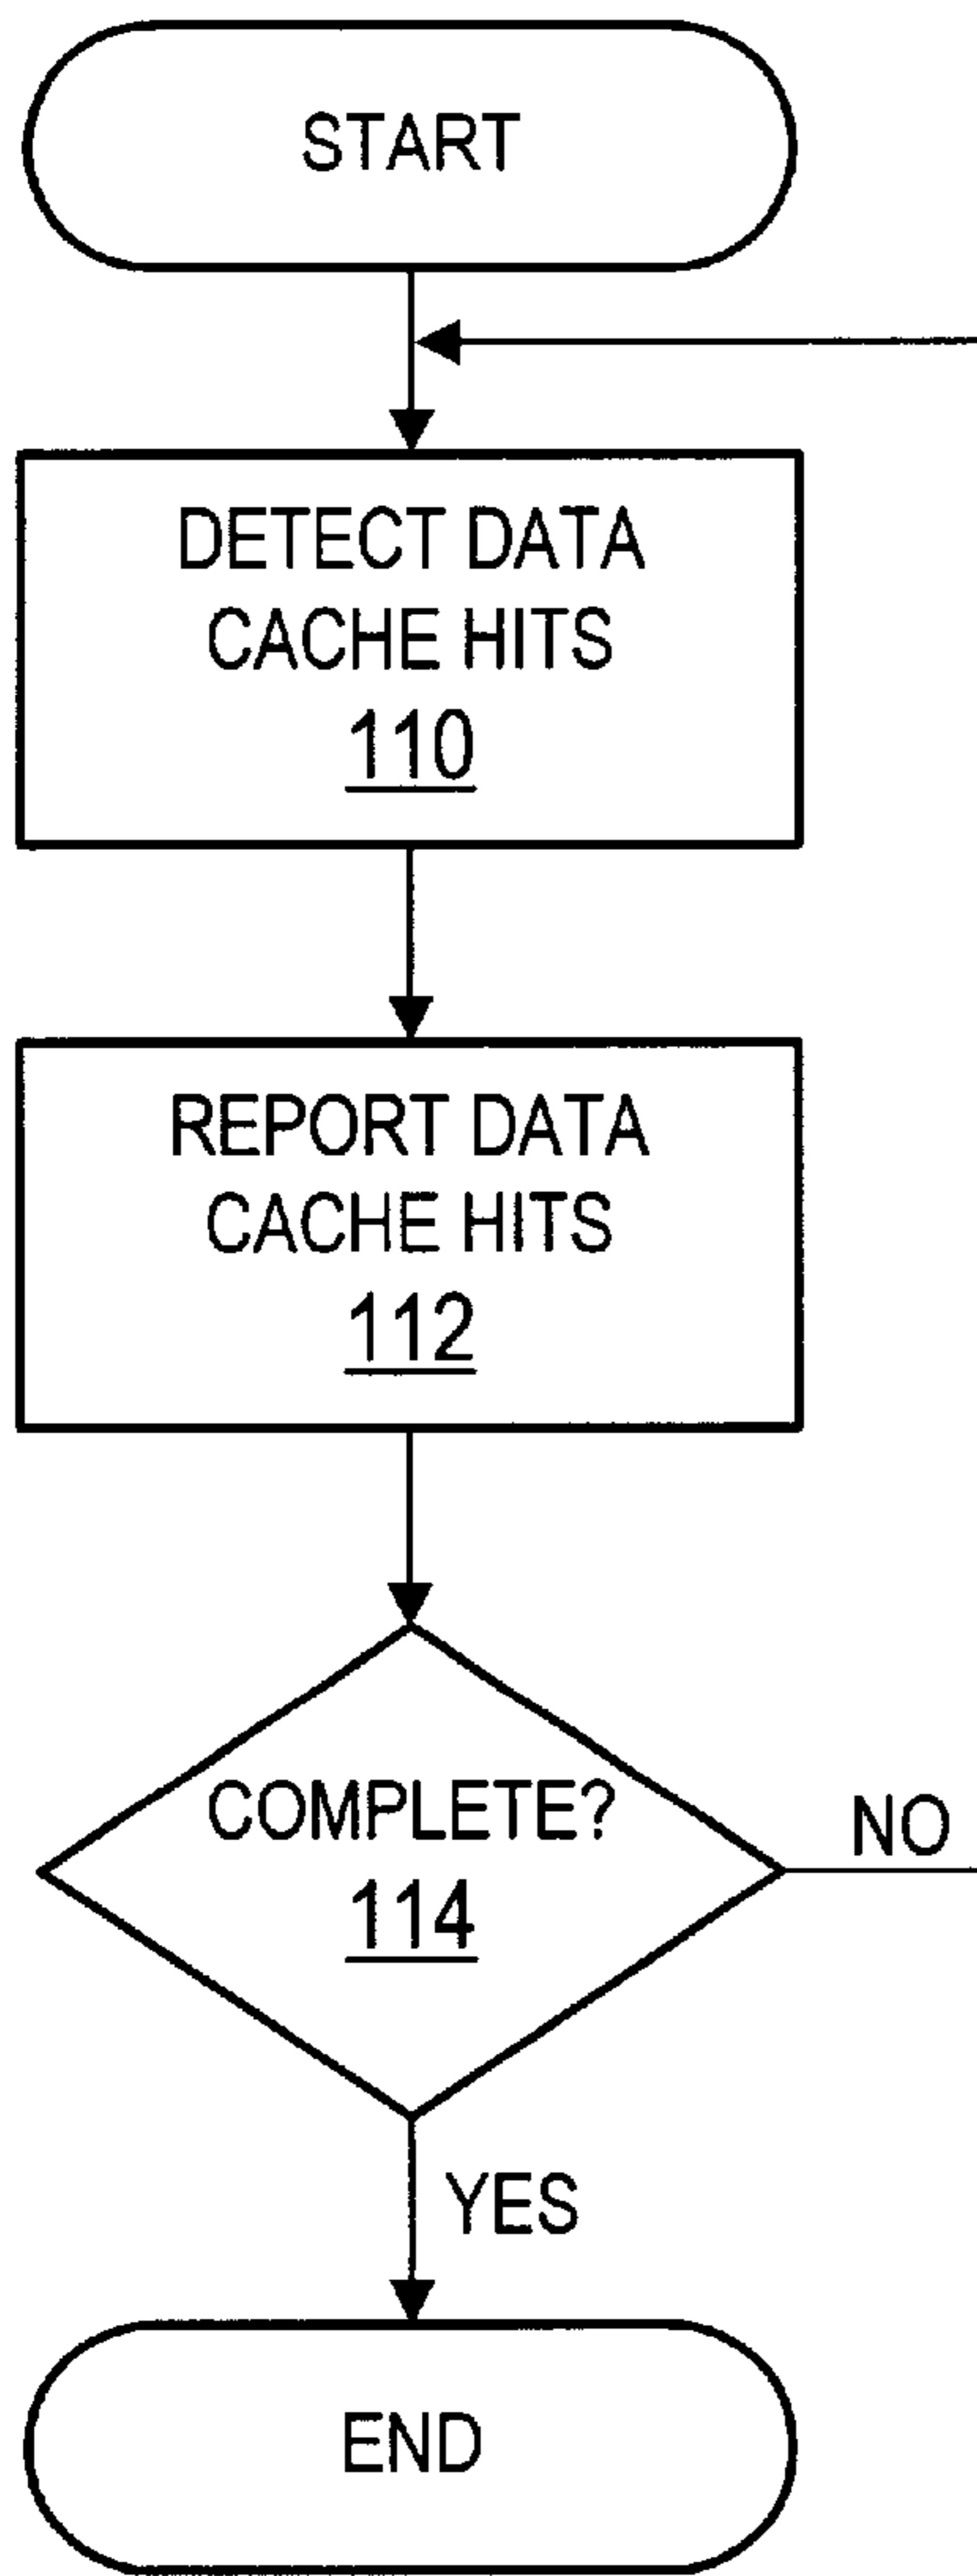 START
DETECT DATA
CACHE HITS
110
REPORT DATA
CACHE HITS
112
COMPLETE?
114
NO
YES
END